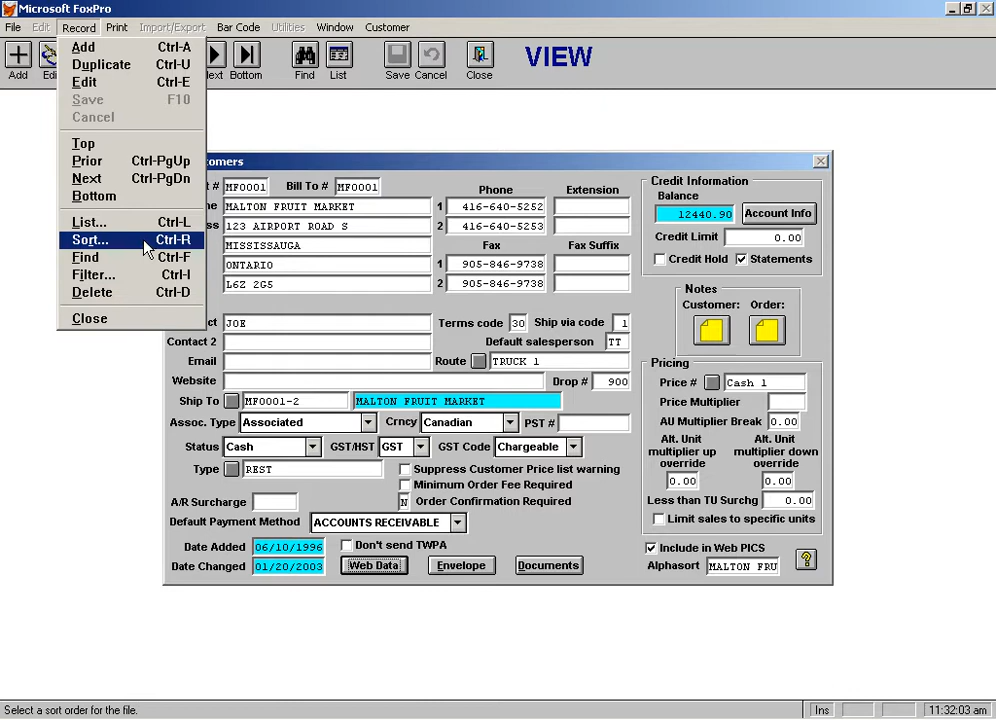 Microsoft FoxPro
File Edit Record Print Import/Export Bar Code Utilities Window Customer
Add Ctrl-A
Duplicate Ctrl-U
Edit Ctrl-E
Save F10
Cancel
Top
Prior Ctrl-PgUp
Next Ctrl-PgDn
Bottom
List... Ctrl-L
Sort... Ctrl-R
Find Ctrl-F
Filter... Ctrl-I
Delete Ctrl-D
Close
Add Bottom Find List Save Cancel Close
VIEW
MF0001 Bill To # MF0001
MALTON FRUIT MARKET
123 AIRPORT ROAD S
MISSISSAUGA
ONTARIO
L6Z 2G5
Phone Extension
1 416-640-5252
2 416-640-5253
Fax Fax Suffix
1 905-846-9738
2 905-846-9738
JOE Terms code 30 Ship via code 1
Contact 2 Default salesperson TT
Email Route TRUCK 1
Website Drop # 900
Ship To MF0001-2 MALTON FRUIT MARKET
Assoc. Type Associated Crncy Canadian PST #
Status Cash GST/HST GST GST Code Chargeable
Type REST Suppress Customer Price list warning
Minimum Order Fee Required
A/R Surcharge N Order Confirmation Required
Default Payment Method ACCOUNTS RECEIVABLE
Date Added 06/10/1996 Don't send TWPA
Date Changed 01/20/2003 Web Data Envelope Documents
Credit Information
Balance
12440.90 Account Info
Credit Limit 0.00
Credit Hold Statements
Notes
Customer: Order:
Pricing
Price # Cash 1
Price Multiplier
AU Multiplier Break 0.00
Alt. Unit multiplier up override
Alt. Unit multiplier down override
0.00 0.00
Less than TU Surchg 0.00
Limit sales to specific units
Include in Web PICS
Alphasort MALTON FRU ?
Select a sort order for the file. Ins 11:32:03 am